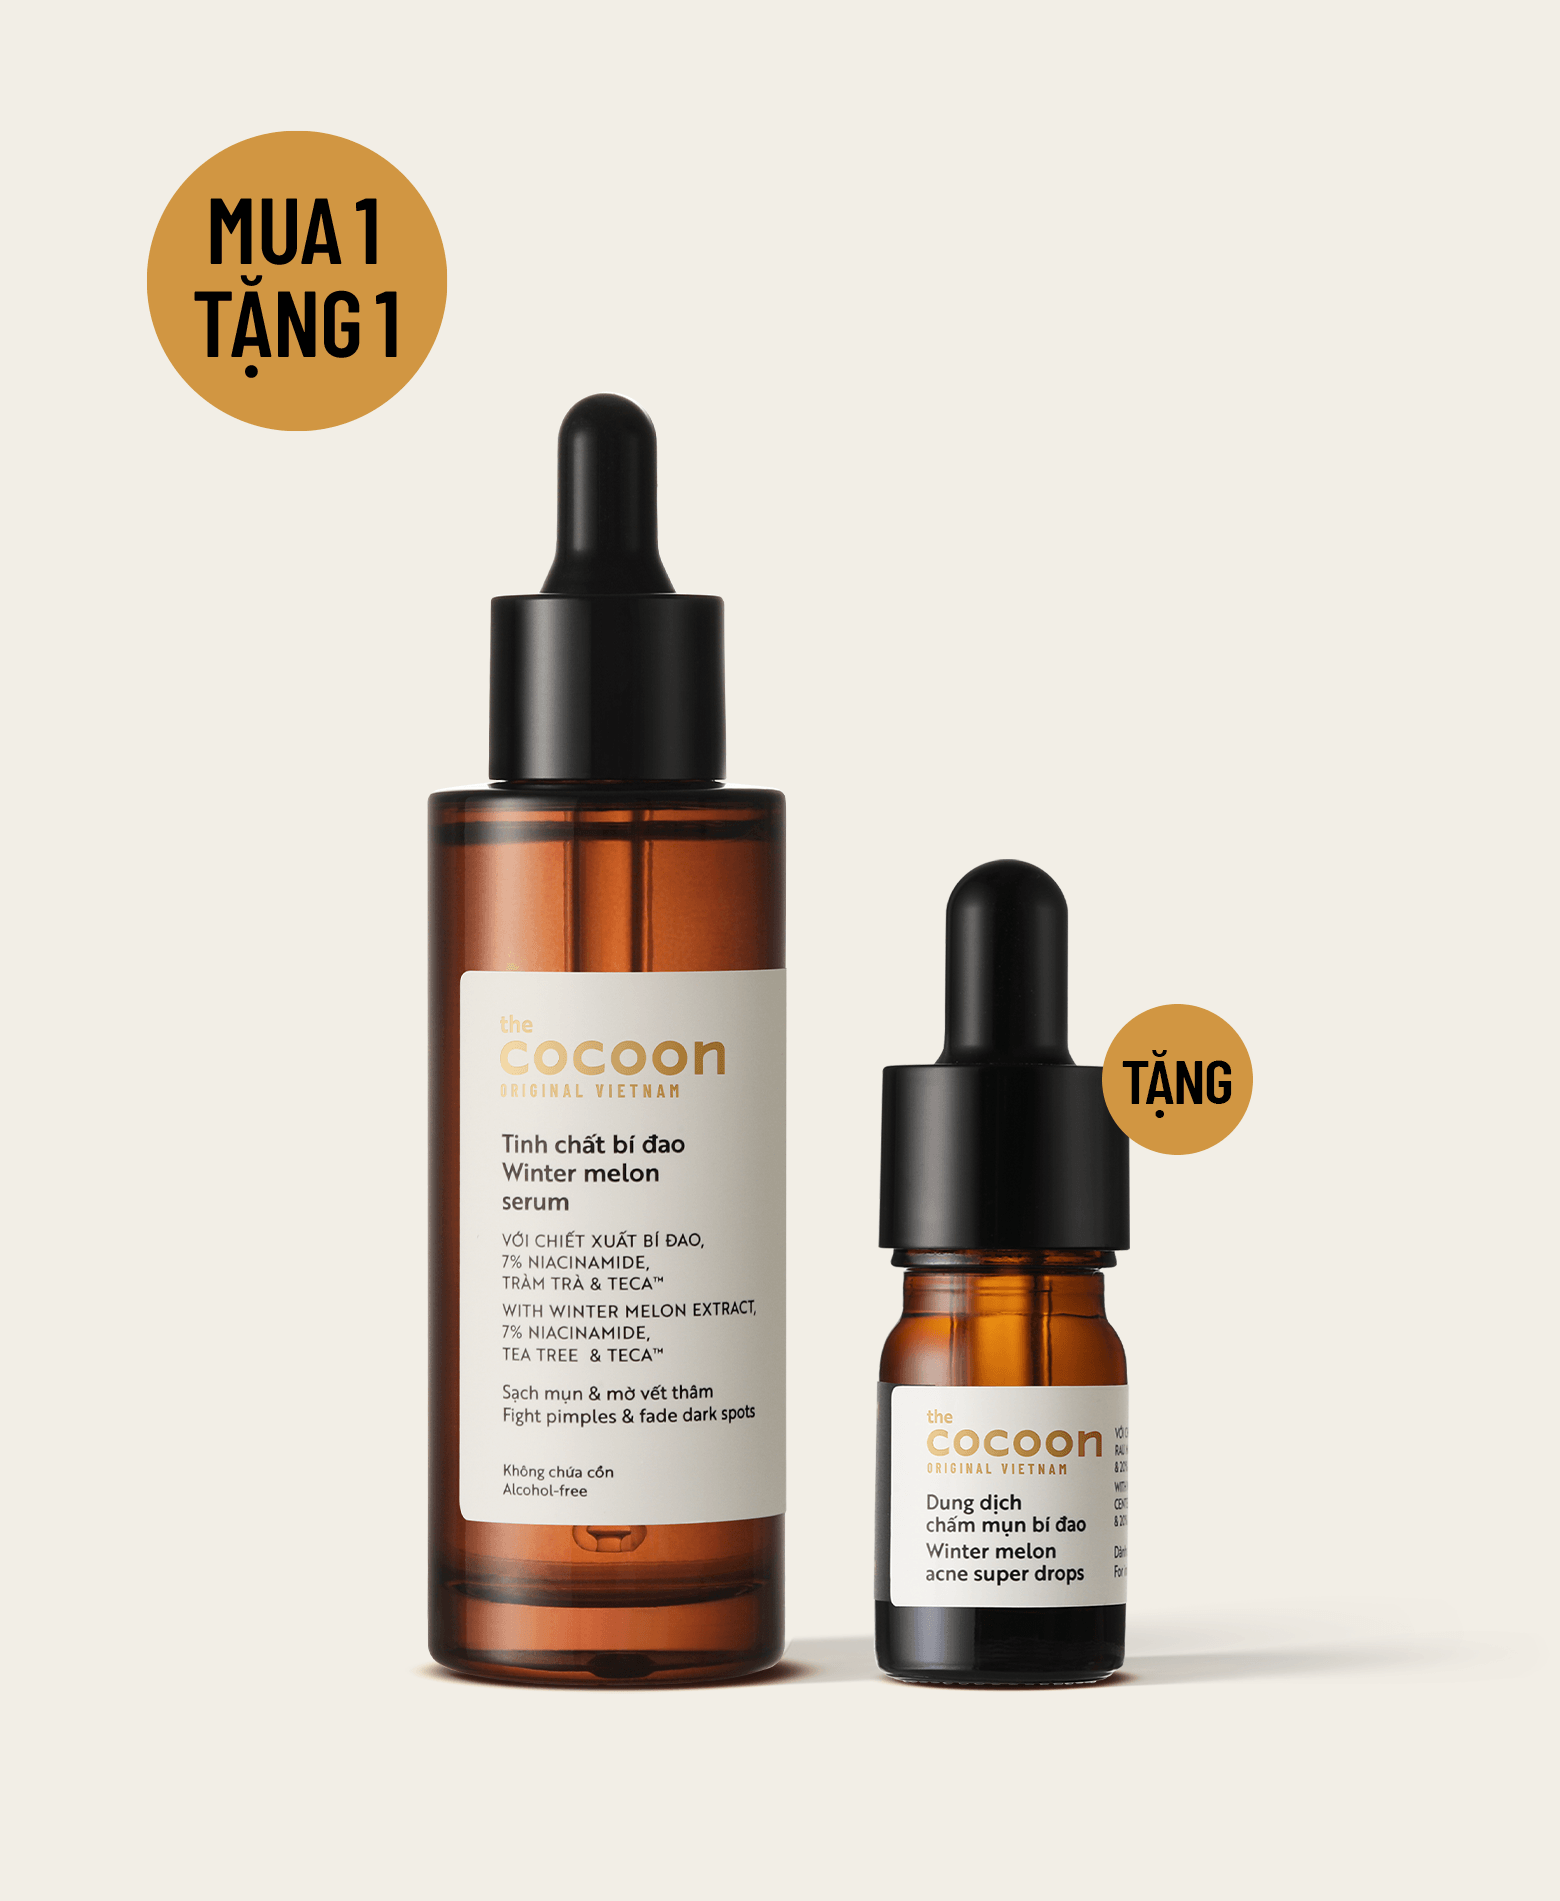 MUA 1
TẶNG 1
the
cocoon
ORIGINAL VIETNAM
Tinh chất bí đao
Winter melon
serum
VỚI CHIẾT XUẤT BÍ ĐAO,
7% NIACINAMIDE,
TRÀM TRÀ & TECA™
WITH WINTER MELON EXTRACT,
7% NIACINAMIDE,
TEA TREE & TECA™
Sạch mụn & mờ vết thâm
Fight pimples & fade dark spots
Không chứa cồn
Alcohol-free
TẶNG
the
cocoon
ORIGINAL VIETNAM
Dung dịch
chấm mụn bí đao
Winter melon
acne super drops